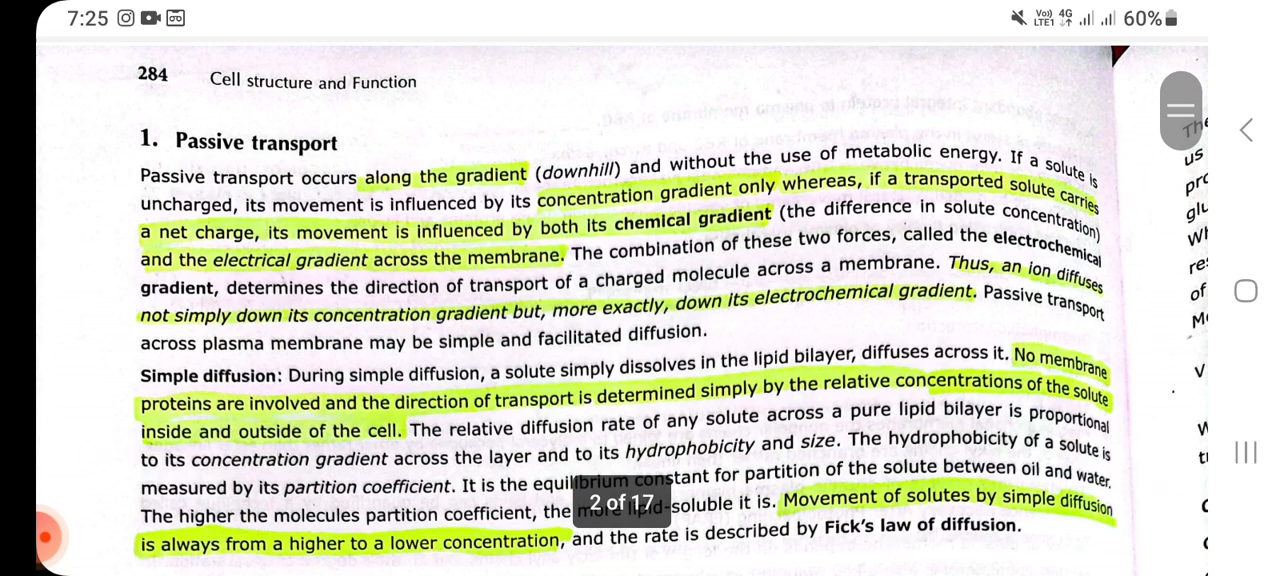 7:25
Vo)) 4G
LTE1
60%
284 Cell structure and Function
1. Passive transport
Passive transport occurs along the gradient (downhill) and without the use of metabolic energy. If a solute is
uncharged, its movement is influenced by its concentration gradient only whereas, if a transported solute carries
a net charge, its movement is influenced by both its chemical gradient (the difference in solute concentration)
and the electrical gradient across the membrane. The combination of these two forces, called the electrochemical
gradient, determines the direction of transport of a charged molecule across a membrane. Thus, an ion diffuses
not simply down its concentration gradient but, more exactly, down its electrochemical gradient. Passive transport
across plasma membrane may be simple and facilitated diffusion.
Simple diffusion: During simple diffusion, a solute simply dissolves in the lipid bilayer, diffuses across it. No membrane
proteins are involved and the direction of transport is determined simply by the relative concentrations of the solute
inside and outside of the cell. The relative diffusion rate of any solute across a pure lipid bilayer is proportional
to its concentration gradient across the layer and to its hydrophobicity and size. The hydrophobicity of a solute is
measured by its partition coefficient. It is the equilibrium constant for partition of the solute between oil and water.
The higher the molecules partition coefficient, the more lipid-soluble it is. Movement of solutes by simple diffusion
is always from a higher to a lower concentration, and the rate is described by Fick's law of diffusion.
2 of 17
The
us
pro
glu
of